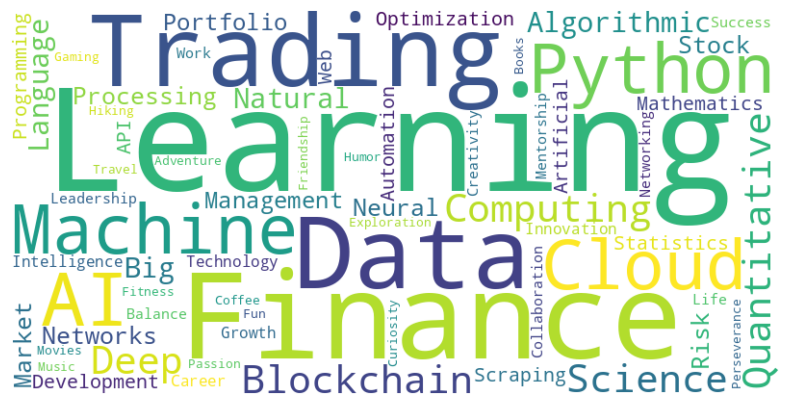 Trading
Learning
Finance
Data
Python
Machine
AI
Cloud
Blockchain
Science
Quantitative
Computing
Deep
Algorithmic
Natural
Language
Processing
Portfolio
Optimization
Success
Stock
Mathematics
Programming
Gaming
Work
Web
Books
Hiking
API
Travel
Adventure
Friendship
Humor
Automation
Creativity
Mentorship
Artificial
Networking
Leadership
Management
Neural
Exploration
Innovation
Statistics
Intelligence
Big
Technology
Collaboration
Fitness
Coffee
Fun
Balance
Market
Networks
Growth
Curiosity
Risk
Life
Perseverance
Movies
Music
Passion
Development
Career
Scraping